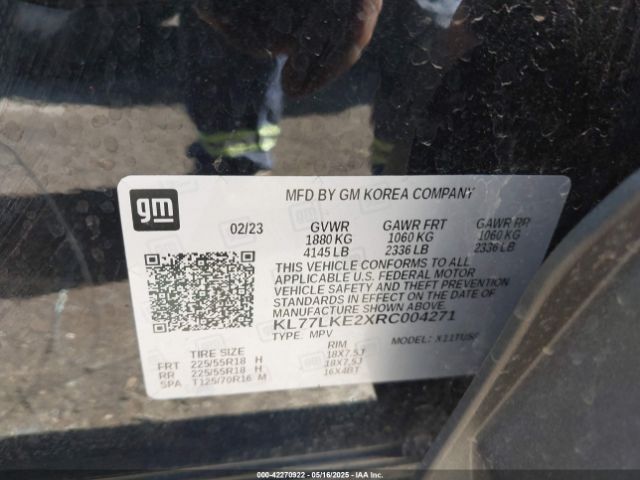 gm
MFD BY GM KOREA COMPANY
02/23 GVWR GAWR FRT GAWR RR
1880 KG 1060 KG 1060 KG
4145 LB 2336 LB 2336 LB
THIS VEHICLE CONFORMS TO ALL
APPLICABLE U.S. FEDERAL MOTOR
VEHICLE SAFETY AND THEFT PREVENTION
STANDARDS IN EFFECT ON THE DATE OF
MANUFACTURE SHOWN ABOVE.
KL77LKE2XRC004271
TYPE: MPV MODEL:
TIRE SIZE RIM
FRT 225/55R18 H 18X7.5J
RR 225/55R18 H 18X7.5J
SPA T125/70R16 M 16X4BT
000-42270922 - 05/16/2025 - IAA, Inc.